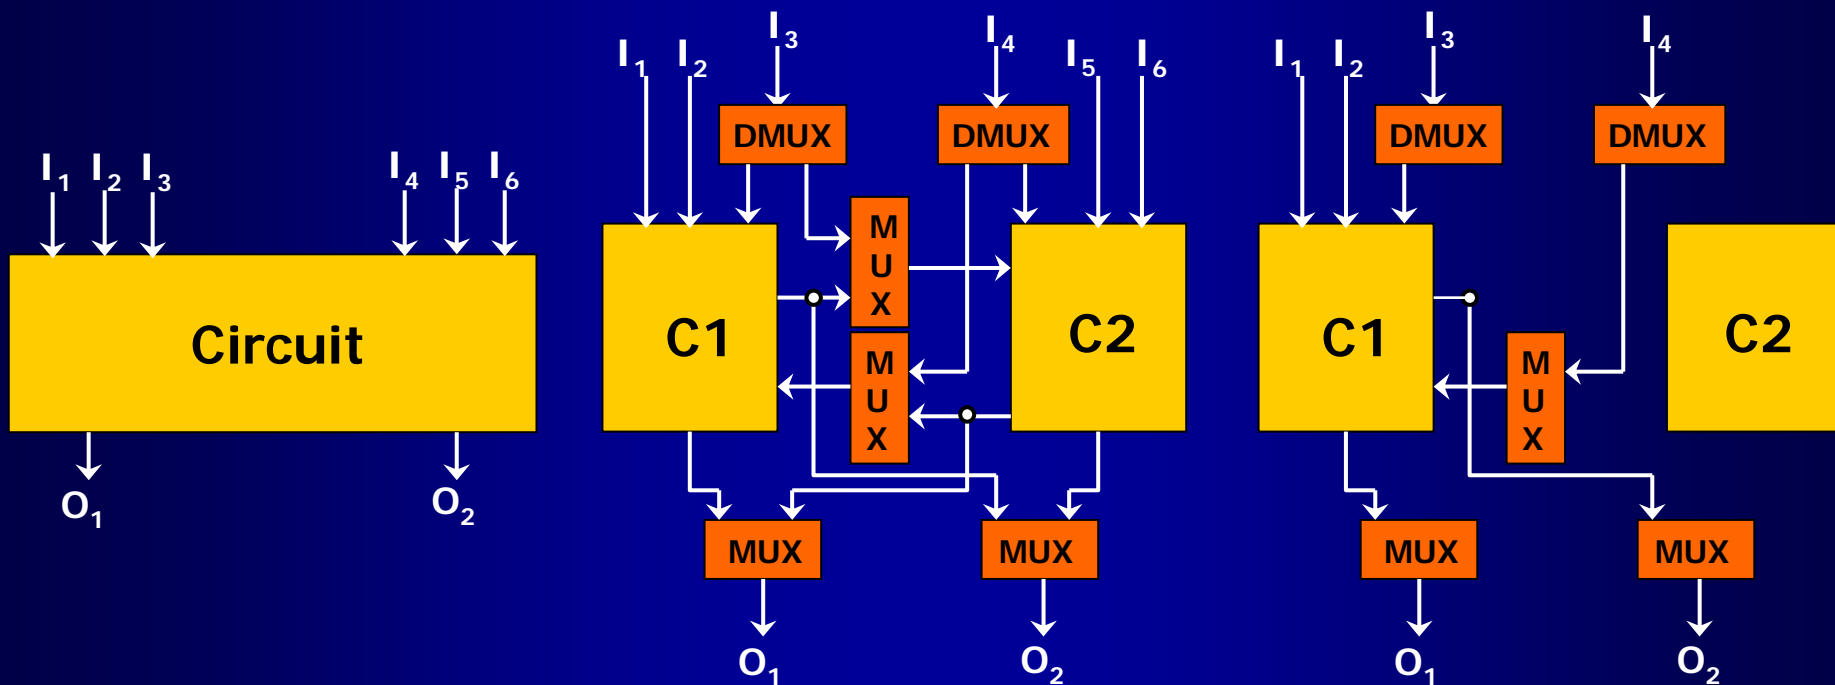 I1 I2 I3 I4 I5 I6
Circuit
O1 O2
I1 I2 I3 I4 I5 I6
DMUX DMUX
C1
MUX
MUX
C2
MUX MUX
O1 O2
I1 I2 I3 I4
DMUX DMUX
C1
MUX
C2
MUX MUX
O1 O2